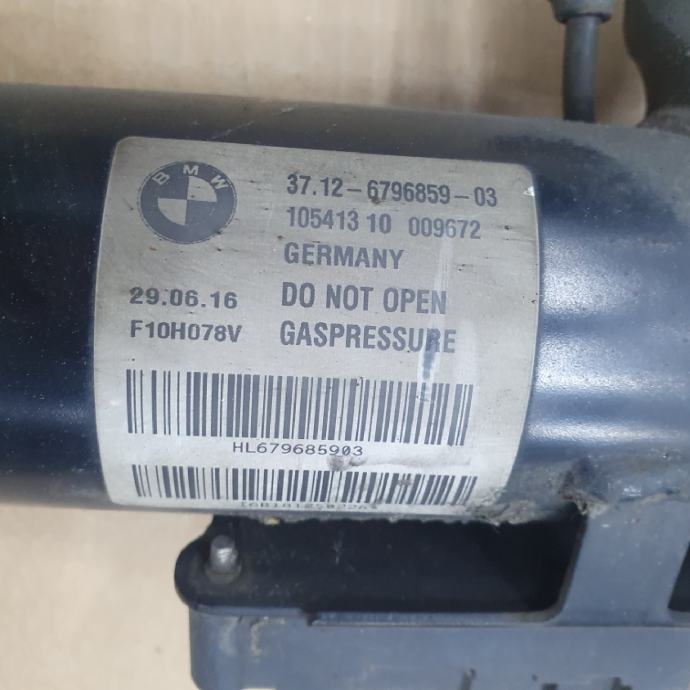 BMW
37.12-6796859-03
105413 10 009672
GERMANY
29.06.16 DO NOT OPEN
F10H078V GASPRESSURE
HL679685903